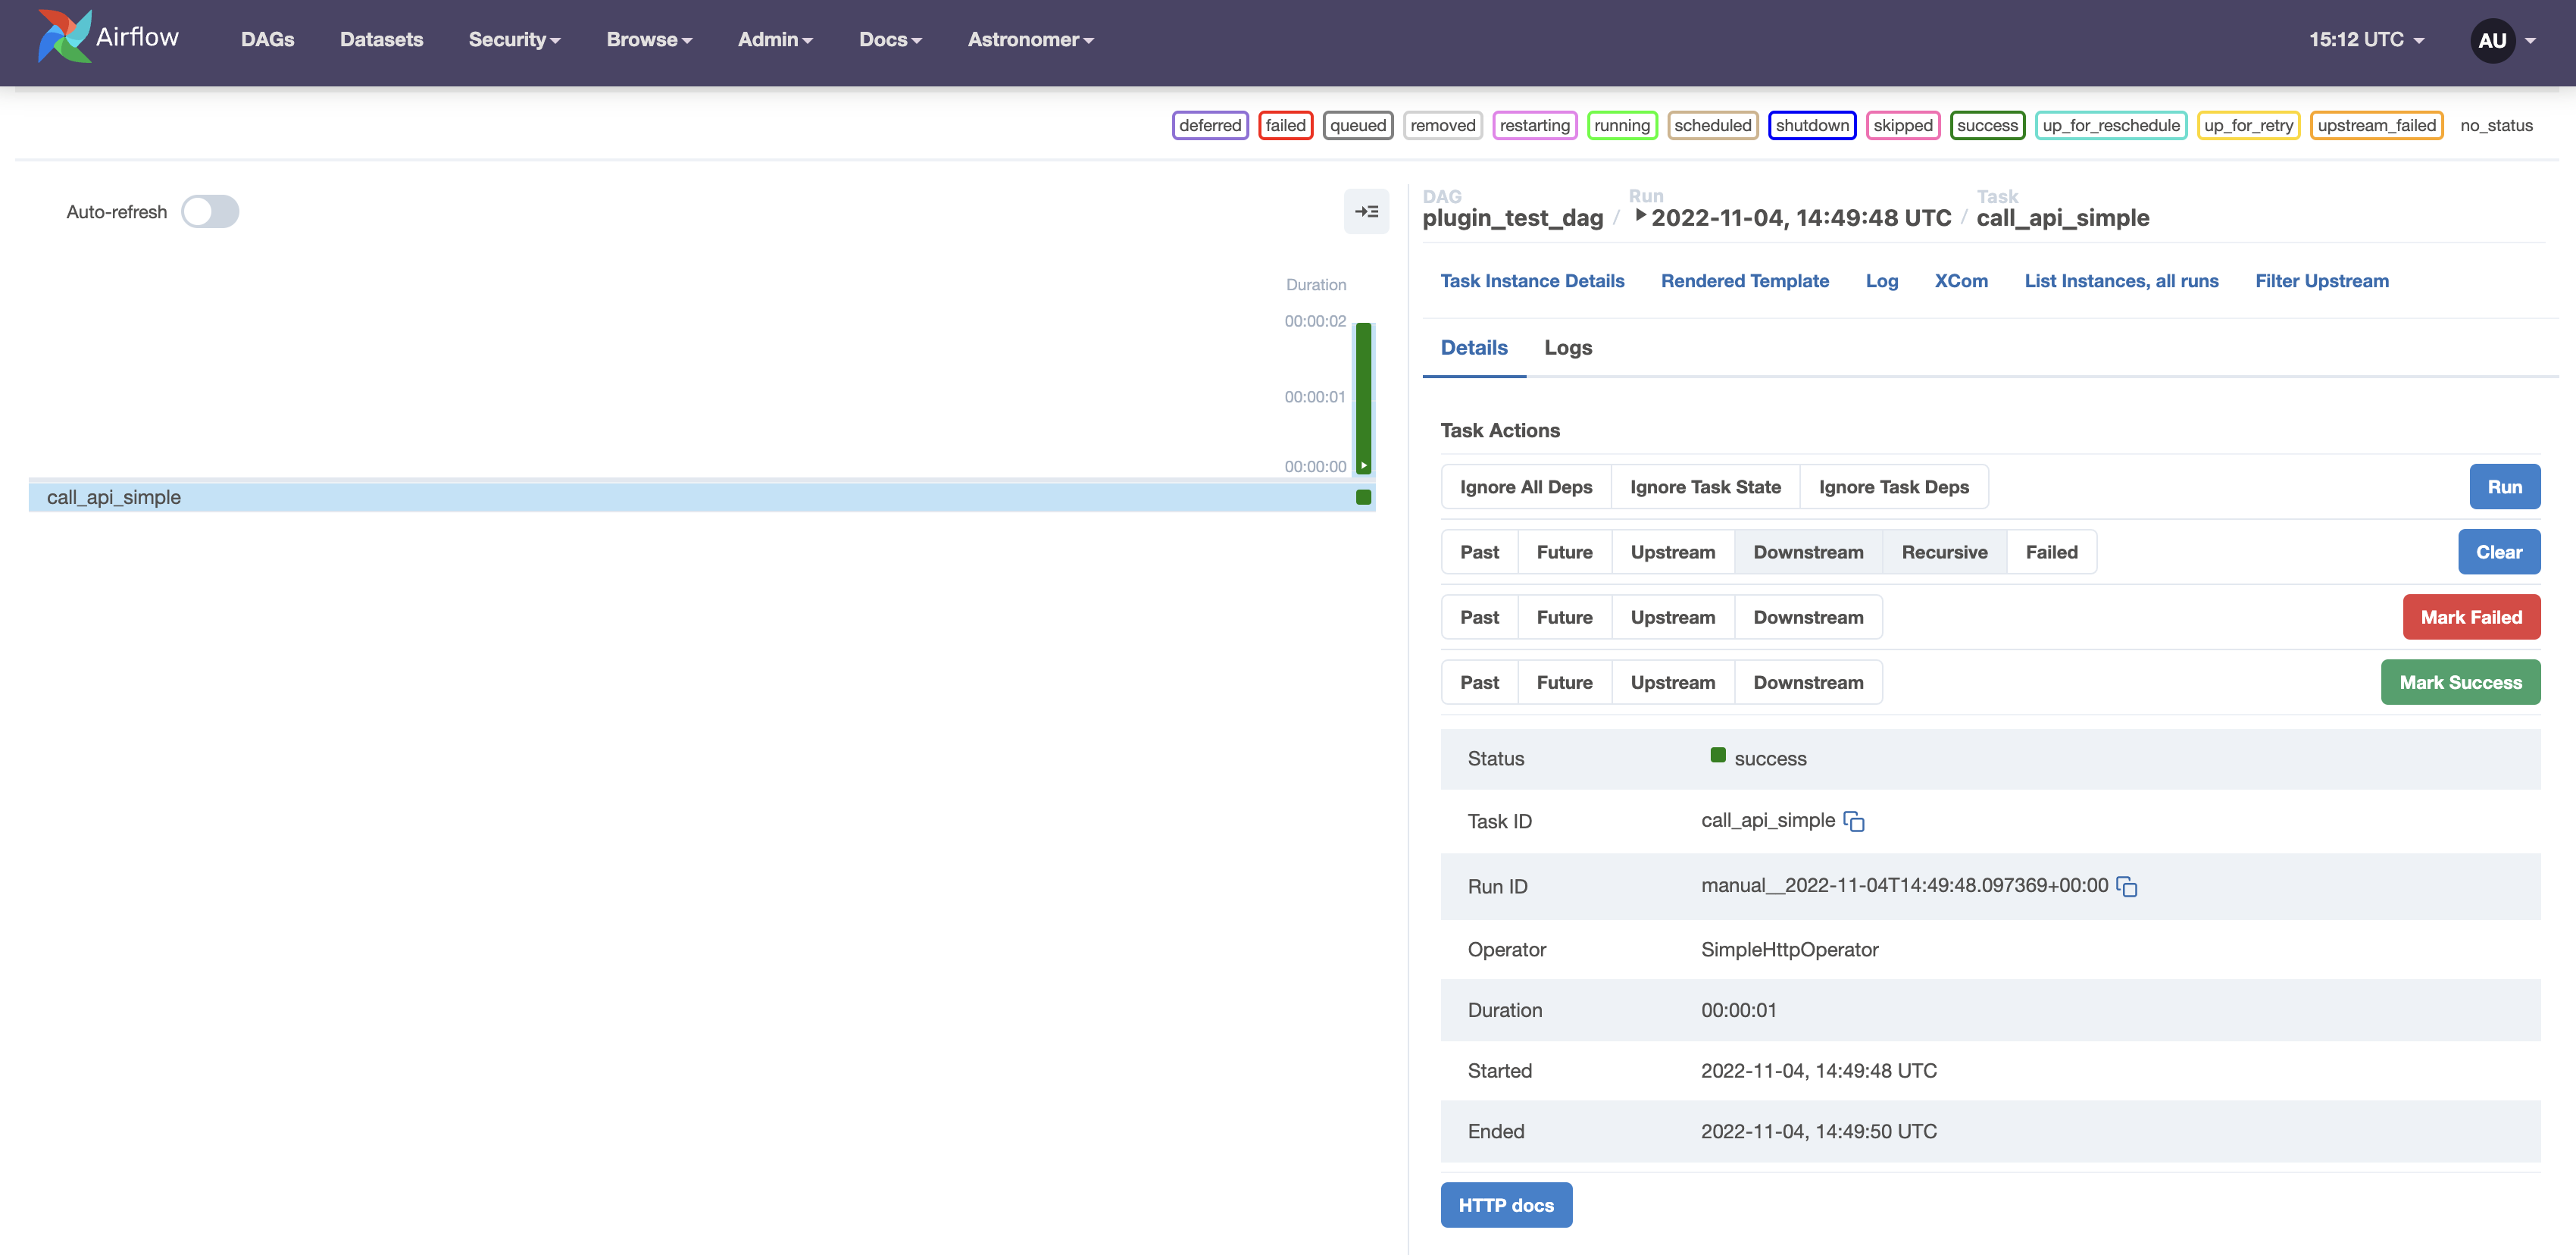 Airflow DAGs Datasets Security Browse Admin Docs Astronomer 15:12 UTC AU
deferred failed queued removed restarting running scheduled shutdown skipped success up_for_reschedule up_for_retry upstream_failed no_status
Auto-refresh
Duration
00:00:02
00:00:01
00:00:00
call_api_simple
DAG Run Task
plugin_test_dag / 2022-11-04, 14:49:48 UTC / call_api_simple
Task Instance Details Rendered Template Log XCom List Instances, all runs Filter Upstream
Details Logs
Task Actions
Ignore All Deps Ignore Task State Ignore Task Deps Run
Past Future Upstream Downstream Recursive Failed Clear
Past Future Upstream Downstream Mark Failed
Past Future Upstream Downstream Mark Success
Status success
Task ID call_api_simple
Run ID manual__2022-11-04T14:49:48.097369+00:00
Operator SimpleHttpOperator
Duration 00:00:01
Started 2022-11-04, 14:49:48 UTC
Ended 2022-11-04, 14:49:50 UTC
HTTP docs